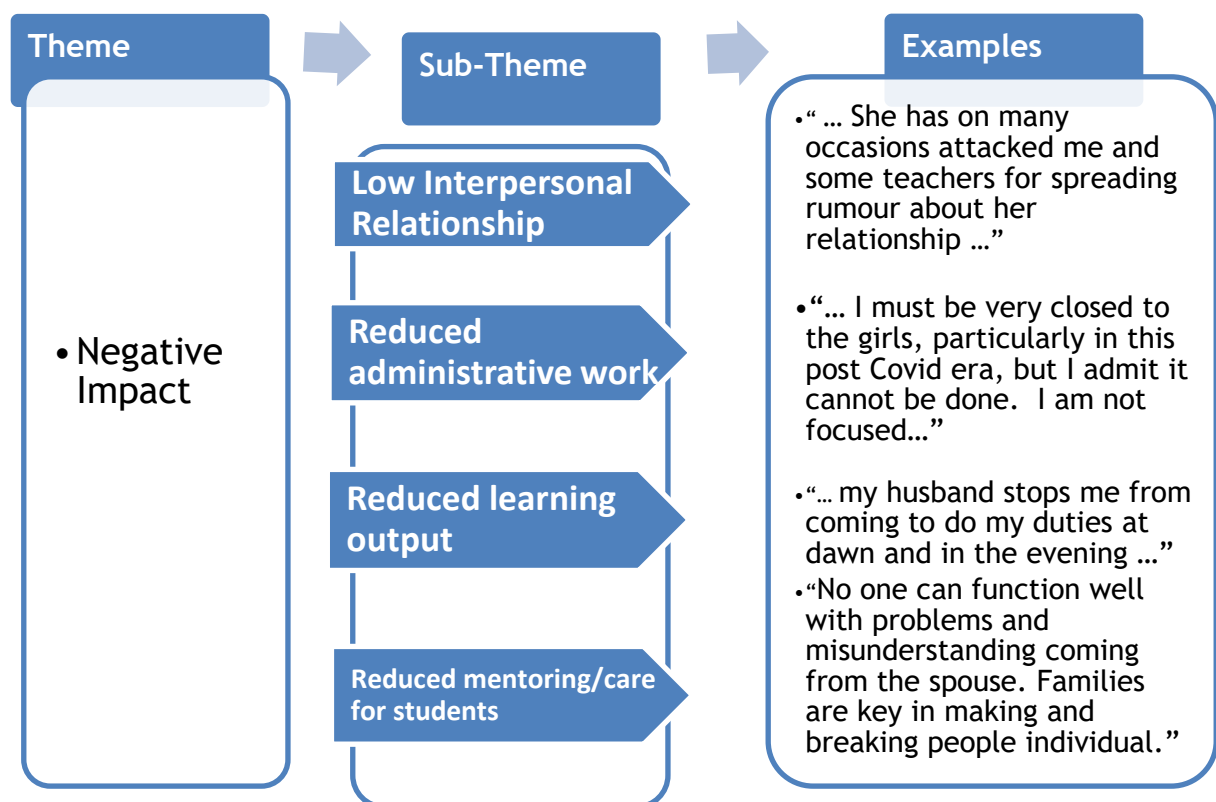 Theme
Sub-Theme
Examples
• Negative
Impact
Low Interpersonal
Relationship
Reduced
administrative work
Reduced learning
output
Reduced mentoring/care
for students
•“ … She has on many
occasions attacked me and
some teachers for spreading
rumour about her
relationship …”
•“… I must be very closed to
the girls, particularly in this
post Covid era, but I admit it
cannot be done.  I am not
focused…”
•“… my husband stops me from
coming to do my duties at
dawn and in the evening …”
•“No one can function well
with problems and
misunderstanding coming
from the spouse. Families
are key in making and
breaking people individual.”